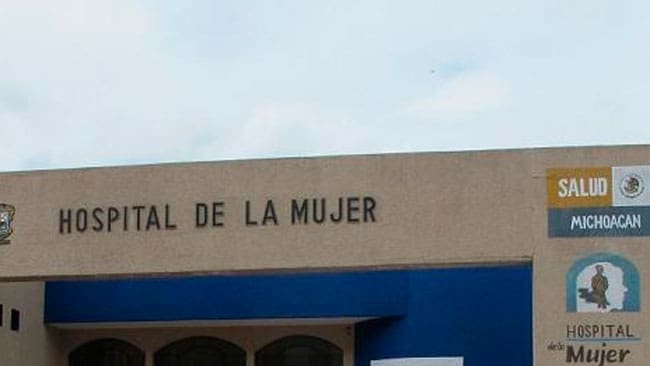 HOSPITAL DE LA MUJER
SALUD
MICHOACAN
HOSPITAL
de la Mujer